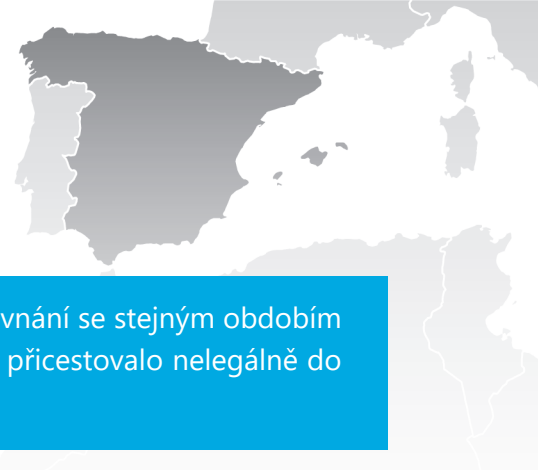 vnání se stejným obdobím
přicestovalo nelegálně do